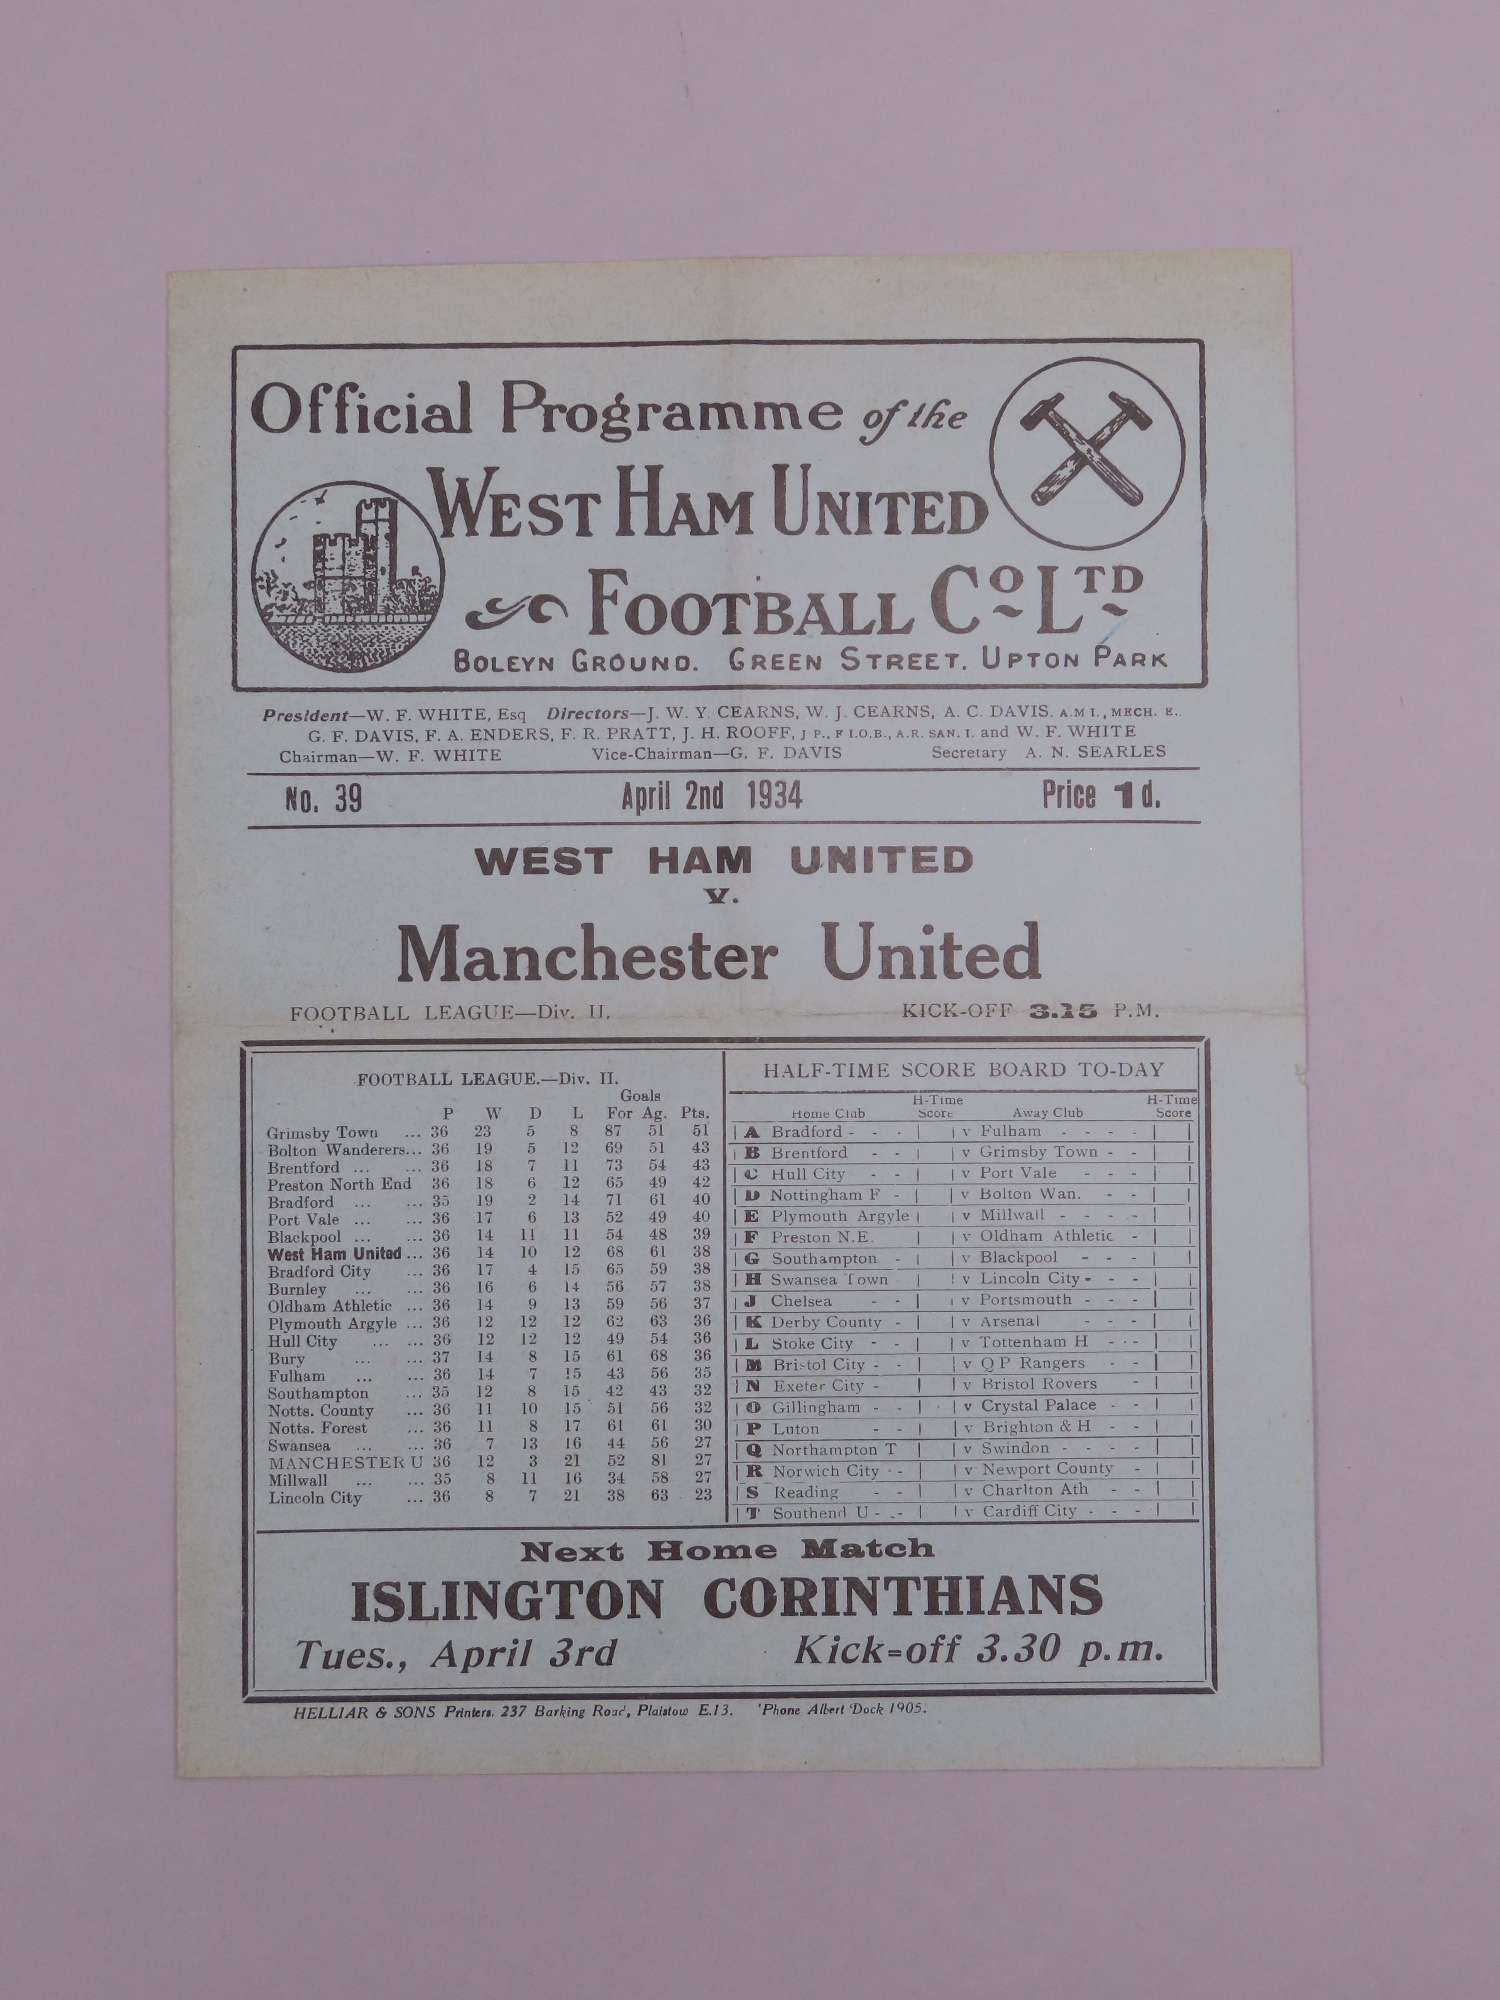 Official Programme of the
WEST HAM UNITED
FOOTBALL CO LTD
BOLEYN GROUND. GREEN STREET. UPTON PARK
President—W. F. WHITE, Esq Directors—J. W. Y. CEARNS, W. J. CEARNS, A. C. DAVIS. A.M I., MECH. E.
G. F. DAVIS, F. A. ENDERS, F. R. PRATT, J. H. ROOFF, J P., F I.O.B., A.R. SAN. I. and W. F. WHITE
Chairman—W. F. WHITE Vice-Chairman—G. F. DAVIS Secretary A. N. SEARLES
No. 39 April 2nd 1934 Price 1d.
WEST HAM UNITED
v.
Manchester United
FOOTBALL LEAGUE—Div. II. KICK-OFF 3.15 P.M.
FOOTBALL LEAGUE.—Div. II.
Goals
P W D L For Ag. Pts.
Grimsby Town ... 36 23 5 8 87 51 51
Bolton Wanderers... 36 19 5 12 69 51 43
Brentford ... ... 36 18 7 11 73 54 43
Preston North End 36 18 6 12 65 49 42
Bradford ... ... 35 19 2 14 71 61 40
Port Vale ... ... 36 17 6 13 52 49 40
Blackpool ... ... 36 14 11 11 54 48 39
West Ham United ... 36 14 10 12 68 61 38
Bradford City ... 36 17 4 15 65 59 38
Burnley ... ... 36 16 6 14 56 57 38
Oldham Athletic ... 36 14 9 13 59 56 37
Plymouth Argyle ... 36 12 12 12 62 63 36
Hull City ... ... 36 12 12 12 49 54 36
Bury ... ... 37 14 8 15 61 68 36
Fulham ... ... 36 14 7 15 43 56 35
Southampton ... 35 12 8 15 42 43 32
Notts. County ... 36 11 10 15 51 56 32
Notts. Forest ... 36 11 8 17 61 61 30
Swansea ... ... 36 7 13 16 44 56 27
MANCHESTER U 36 12 3 21 52 81 27
Millwall ... ... 35 8 11 16 34 58 27
Lincoln City ... 36 8 7 21 38 63 23
HALF-TIME SCORE BOARD TO-DAY
Home Club H-Time Score Away Club H-Time Score
A Bradford - - - v Fulham - - - -
B Brentford - - v Grimsby Town - -
C Hull City - - v Port Vale - - -
D Nottingham F - v Bolton Wan. - -
E Plymouth Argyle v Millwall - - - -
F Preston N.E. v Oldham Athletic -
G Southampton - v Blackpool - - -
H Swansea Town v Lincoln City - - -
J Chelsea - - v Portsmouth - - -
K Derby County - v Arsenal - - -
L Stoke City - - v Tottenham H - - -
M Bristol City - - v Q P Rangers - -
N Exeter City - v Bristol Rovers -
O Gillingham - - v Crystal Palace - -
P Luton - - v Brighton & H - -
Q Northampton T v Swindon - - - -
R Norwich City - - v Newport County -
S Reading - - v Charlton Ath - -
T Southend U - - - v Cardiff City - - -
Next Home Match
ISLINGTON CORINTHIANS
Tues., April 3rd Kick=off 3.30 p.m.
HELLIAR & SONS Printers. 237 Barking Road, Plaistow E.13. 'Phone Albert Dock 1905.